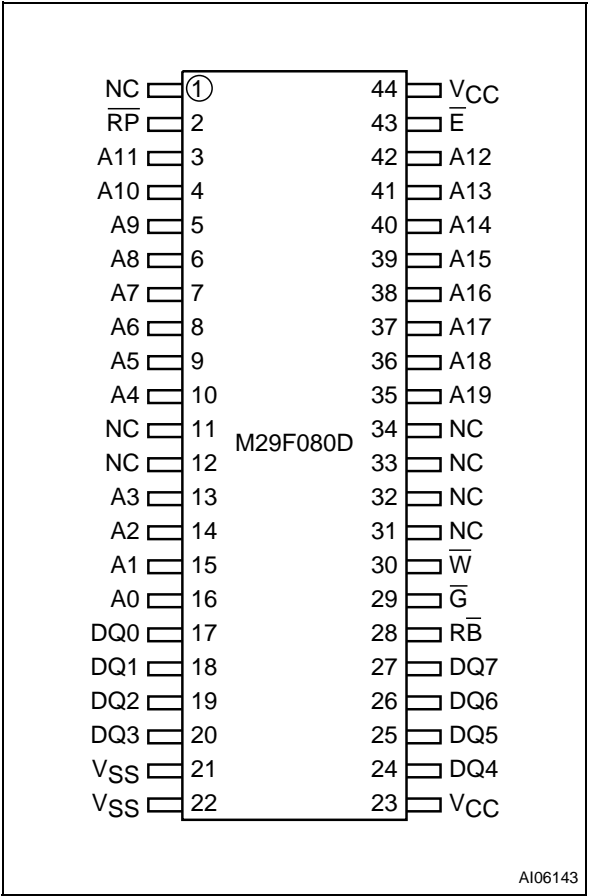 NC 1 44 VCC
R̅P̅ 2 43 E̅
A11 3 42 A12
A10 4 41 A13
A9 5 40 A14
A8 6 39 A15
A7 7 38 A16
A6 8 37 A17
A5 9 36 A18
A4 10 35 A19
NC 11 34 NC
M29F080D
NC 12 33 NC
A3 13 32 NC
A2 14 31 NC
A1 15 30 W̅
A0 16 29 G̅
DQ0 17 28 RB̅
DQ1 18 27 DQ7
DQ2 19 26 DQ6
DQ3 20 25 DQ5
VSS 21 24 DQ4
VSS 22 23 VCC
AI06143